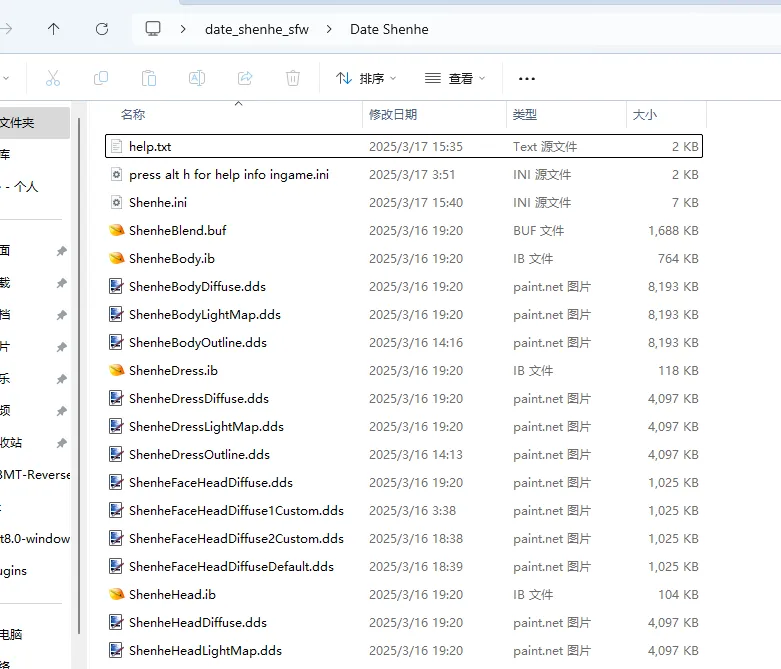 date_shenhe_sfw > Date Shenhe
排序 查看 ...
名称 修改日期 类型 大小
文件夹
help.txt 2025/3/17 15:35 Text 源文件 2 KB
库
press alt h for help info ingame.ini 2025/3/17 3:51 INI 源文件 2 KB
- 个人
Shenhe.ini 2025/3/17 15:40 INI 源文件 7 KB
ShenheBlend.buf 2025/3/16 19:20 BUF 文件 1,688 KB
面
ShenheBody.ib 2025/3/16 19:20 IB 文件 764 KB
载
ShenheBodyDiffuse.dds 2025/3/16 19:20 paint.net 图片 8,193 KB
档
ShenheBodyLightMap.dds 2025/3/16 19:20 paint.net 图片 8,193 KB
片
ShenheBodyOutline.dds 2025/3/16 14:16 paint.net 图片 8,193 KB
乐
ShenheDress.ib 2025/3/16 19:20 IB 文件 118 KB
频
ShenheDressDiffuse.dds 2025/3/16 19:20 paint.net 图片 4,097 KB
收站
ShenheDressLightMap.dds 2025/3/16 19:20 paint.net 图片 4,097 KB
ShenheDressOutline.dds 2025/3/16 14:13 paint.net 图片 4,097 KB
BMT-Reverse
ShenheFaceHeadDiffuse.dds 2025/3/16 19:20 paint.net 图片 1,025 KB
ShenheFaceHeadDiffuse1Custom.dds 2025/3/16 3:38 paint.net 图片 1,025 KB
t8.0-window
ShenheFaceHeadDiffuse2Custom.dds 2025/3/16 18:38 paint.net 图片 1,025 KB
ugins
ShenheFaceHeadDiffuseDefault.dds 2025/3/16 18:39 paint.net 图片 1,025 KB
ShenheHead.ib 2025/3/16 19:20 IB 文件 104 KB
电脑
ShenheHeadDiffuse.dds 2025/3/16 19:20 paint.net 图片 4,097 KB
ShenheHeadLightMap.dds 2025/3/16 19:20 paint.net 图片 4,097 KB